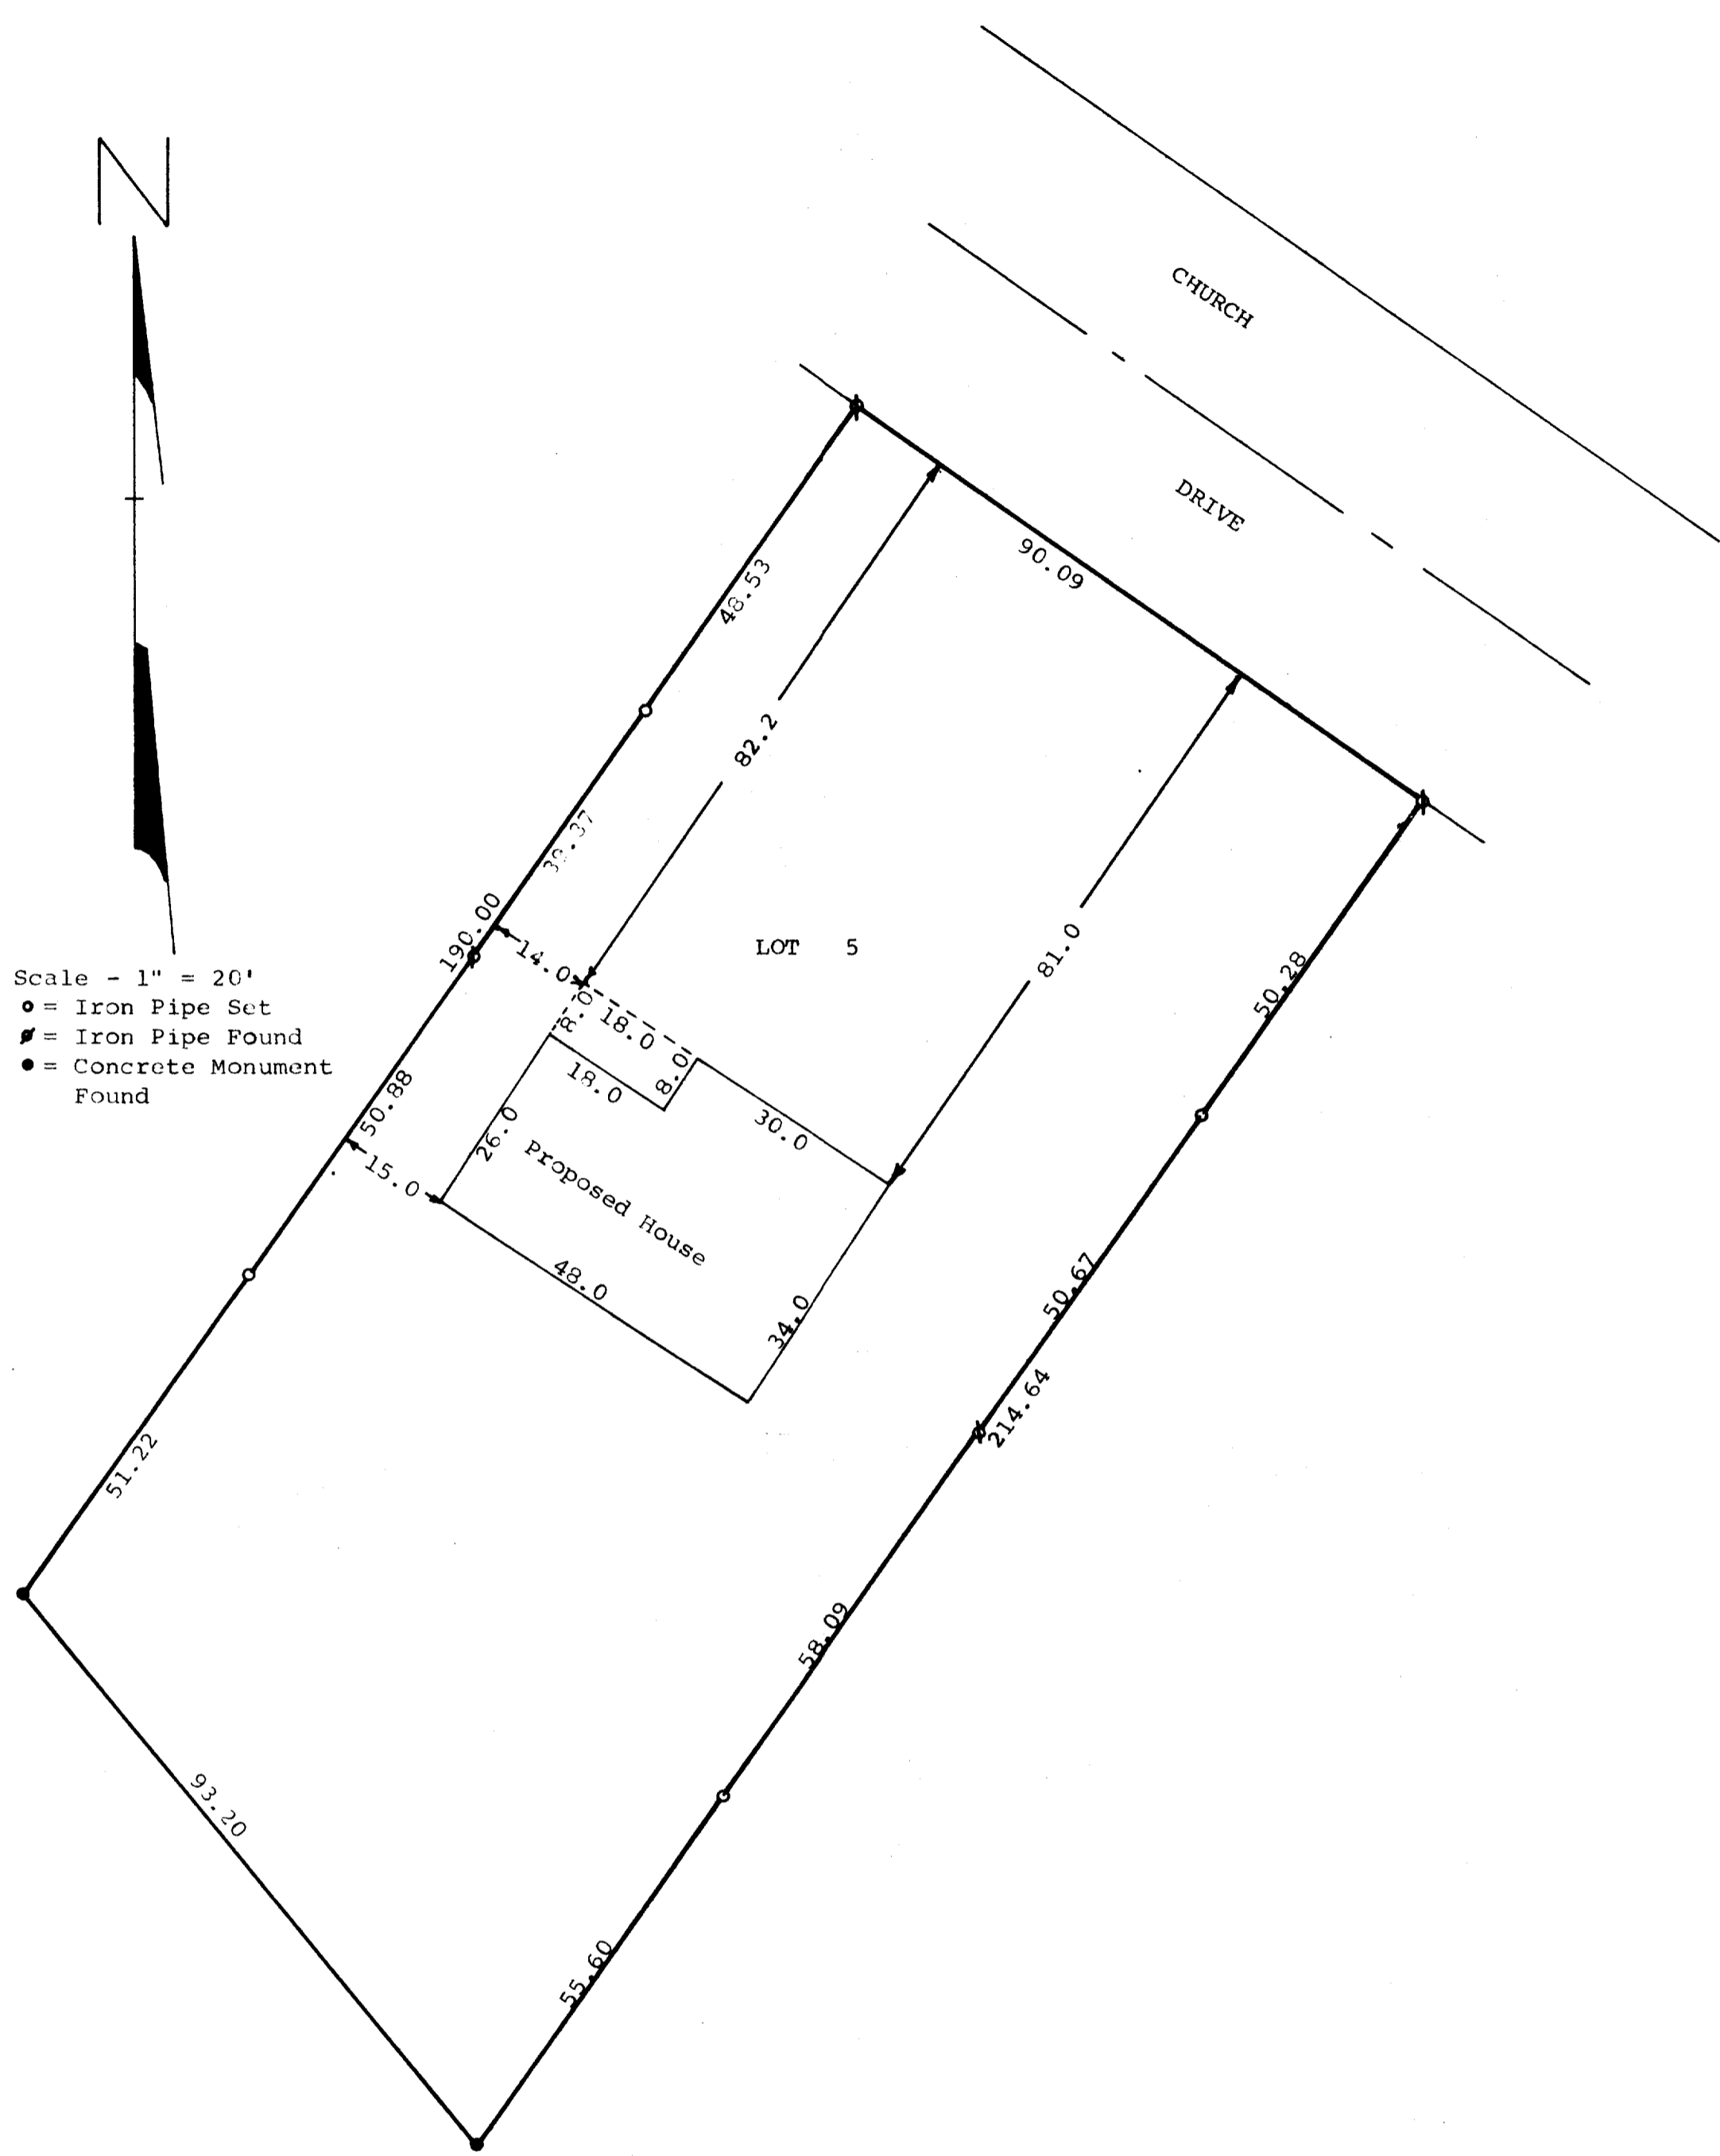 N
CHURCH
DRIVE
90.09
48.53
82.2
39.37
190.00
14.0
LOT 5
81.0
50.28
Scale - 1" = 20'
= Iron Pipe Set
= Iron Pipe Found
= Concrete Monument
Found
8.0
18.0
18.0
8.0
30.0
50.88
15.0
26.0
Proposed House
48.0
34.0
50.67
214.64
51.22
58.09
93.20
55.60